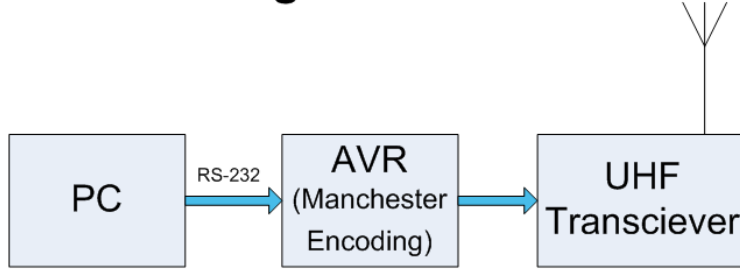 PC
RS-232
AVR
(Manchester
Encoding)
UHF
Transciever